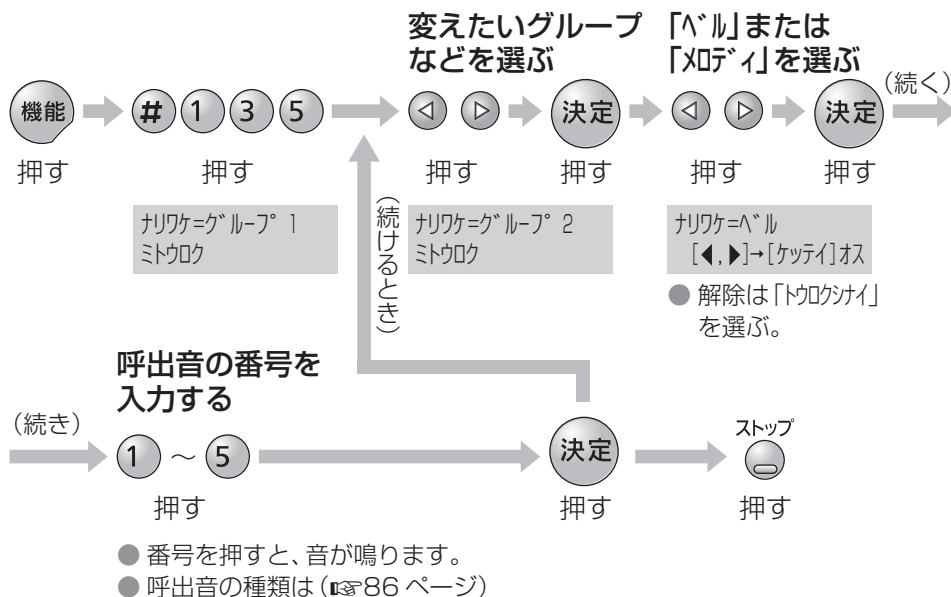 変えたいグループ
などを選ぶ
「ﾍﾞﾙ」または
「ﾒﾛﾃﾞｨ」を選ぶ
機能
#135
決定
決定
(続く)
押す
押す
押す
押す
押す
押す
ﾅﾘﾜｹ=ｸﾞﾙｰﾌﾟ 1
ﾐﾄｳﾛｸ
(続けるとき)
ﾅﾘﾜｹ=ｸﾞﾙｰﾌﾟ 2
ﾐﾄｳﾛｸ
ﾅﾘﾜｹ=ﾍﾞﾙ
[◀,▶]→[ｹｯﾃｲ]ｵｽ
● 解除は「ﾄｳﾛｸｼﾅｲ」
を選ぶ。
呼出音の番号を
入力する
(続き)
1 ~ 5
決定
ストップ
押す
押す
押す
● 番号を押すと、音が鳴ります。
● 呼出音の種類は(☞86 ページ)